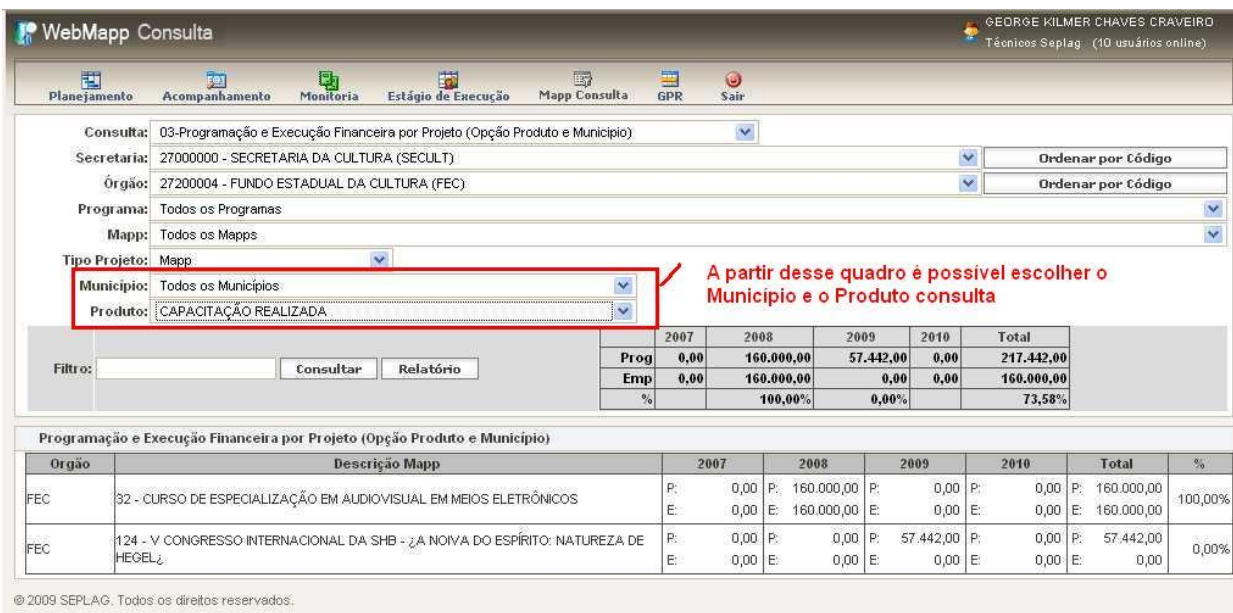 WebMapp Consulta
GEORGE KILMER CHAVES CRAVEIRO
Técnicos Seplag (10 usuários online)
Planejamento Acompanhamento Monitoria Estágio de Execução Mapp Consulta GPR Sair
Consulta: 03-Programação e Execução Financeira por Projeto (Opção Produto e Municipio)
Secretaria: 27000000 - SECRETARIA DA CULTURA (SECULT) Ordenar por Código
Órgão: 27200004 - FUNDO ESTADUAL DA CULTURA (FEC) Ordenar por Código
Programa: Todos os Programas
Mapp: Todos os Mapps
Tipo Projeto: Mapp
Município: Todos os Municípios
Produto: CAPACITAÇÃO REALIZADA
A partir desse quadro é possível escolher o
Município e o Produto consulta
2007 2008 2009 2010 Total
Prog 0,00 160.000,00 57.442,00 0,00 217.442,00
Filtro: Consultar Relatório
Emp 0,00 160.000,00 0,00 0,00 160.000,00
% 100,00% 0,00% 73,58%
Programação e Execução Financeira por Projeto (Opção Produto e Município)
Orgão Descrição Mapp 2007 2008 2009 2010 Total %
FEC 32 - CURSO DE ESPECIALIZAÇÃO EM AUDIOVISUAL EM MEIOS ELETRÔNICOS
P: 0,00 P: 160.000,00 P: 0,00 P: 0,00 P: 160.000,00
E: 0,00 E: 160.000,00 E: 0,00 E: 0,00 E: 160.000,00
100,00%
FEC 124 - V CONGRESSO INTERNACIONAL DA SHB - ¿A NOIVA DO ESPÍRITO: NATUREZA DE
HEGEL¿
P: 0,00 P: 0,00 P: 57.442,00 P: 0,00 P: 57.442,00
E: 0,00 E: 0,00 E: 0,00 E: 0,00 E: 0,00
0,00%
© 2009 SEPLAG. Todos os direitos reservados.